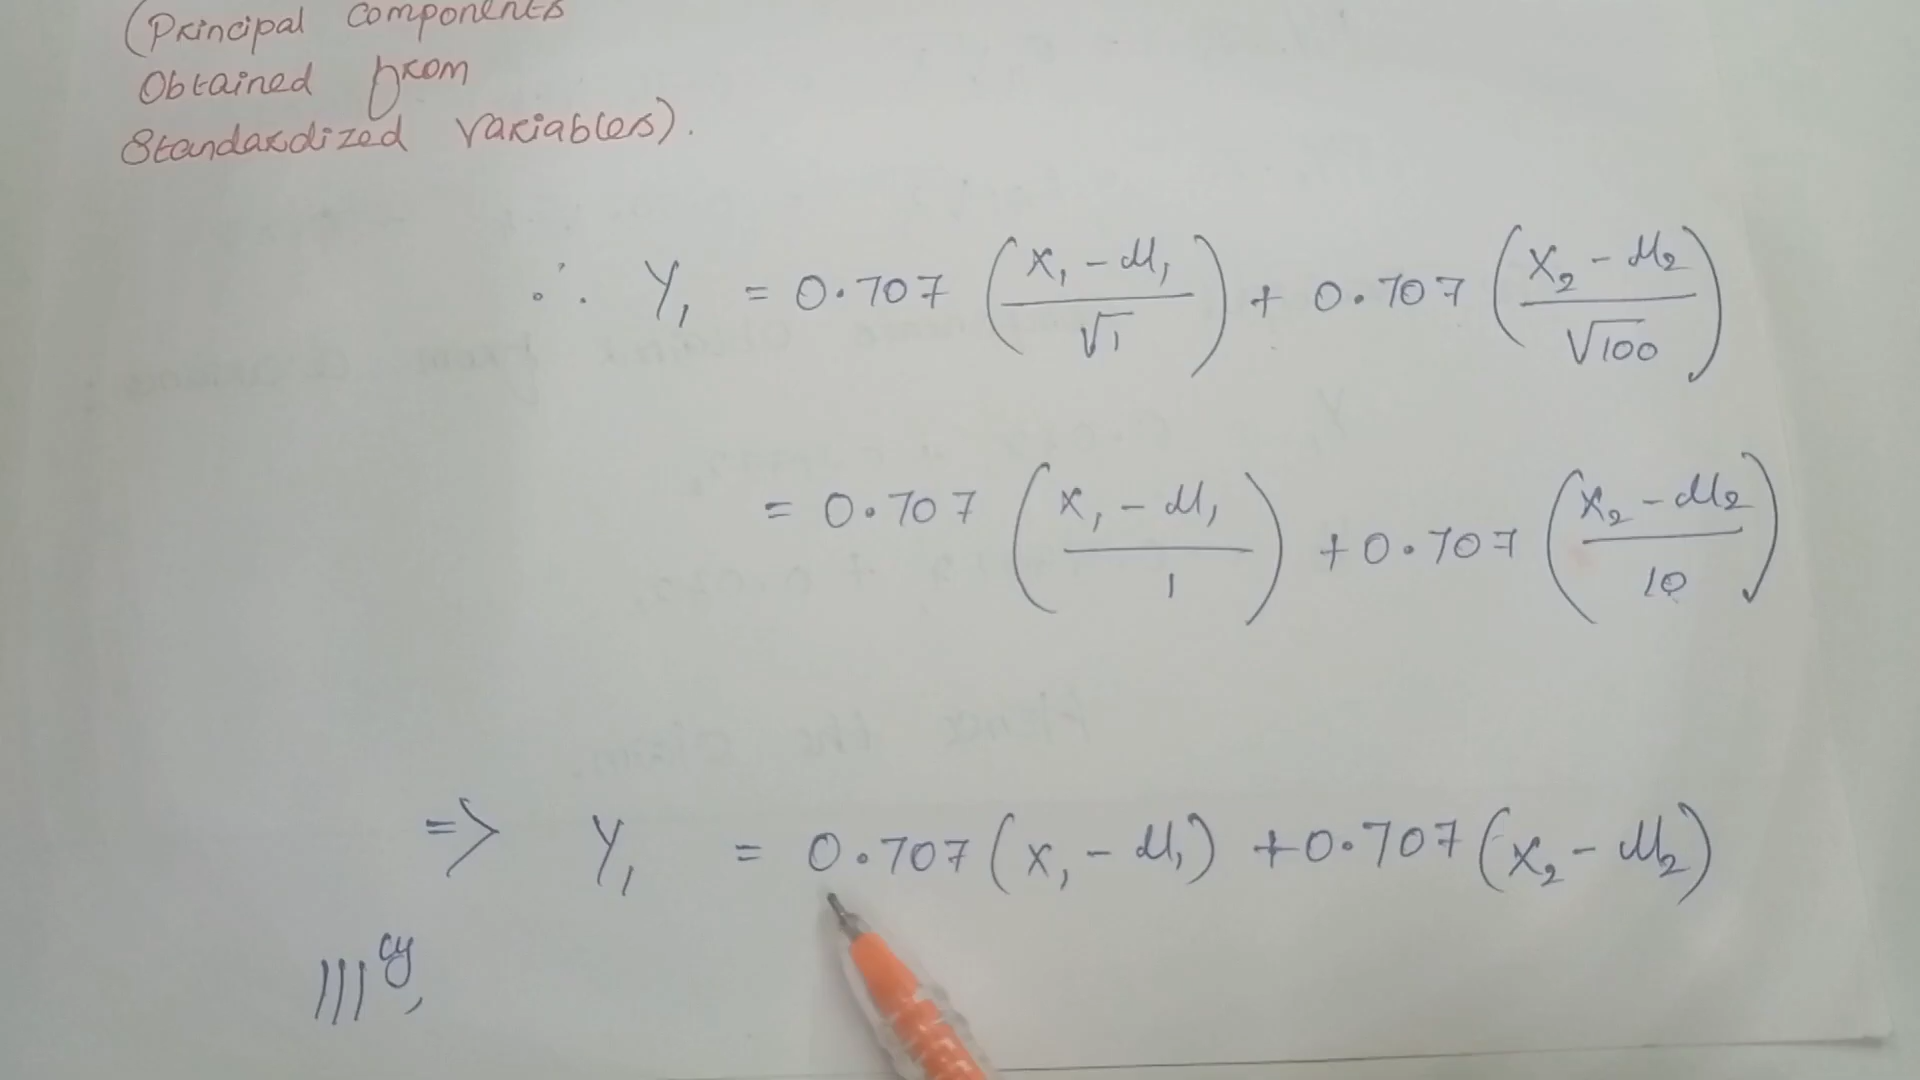 (Principal components
Obtained from
Standardized variables).
∴ Y₁ = 0.707 (X₁ - μ₁ / √1) + 0.707 (X₂ - μ₂ / √100)
= 0.707 (X₁ - μ₁ / 1) + 0.707 (X₂ - μ₂ / 10)
=> Y₁ = 0.707 (X₁ - μ₁) + 0.707 (X₂ - μ₂)
|||ly,